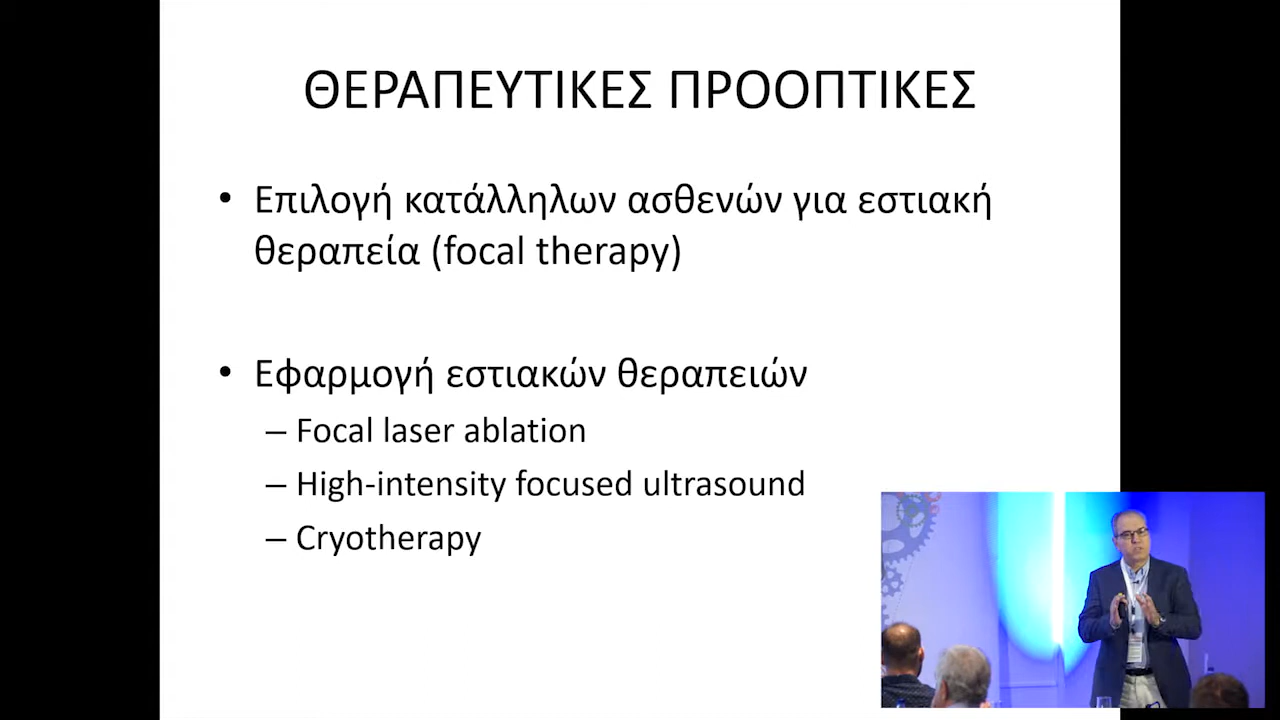 ΘΕΡΑΠΕΥΤΙΚΕΣ ΠΡΟΟΠΤΙΚΕΣ
• Επιλογή κατάλληλων ασθενών για εστιακή
θεραπεία (focal therapy)
• Εφαρμογή εστιακών θεραπειών
– Focal laser ablation
– High-intensity focused ultrasound
– Cryotherapy